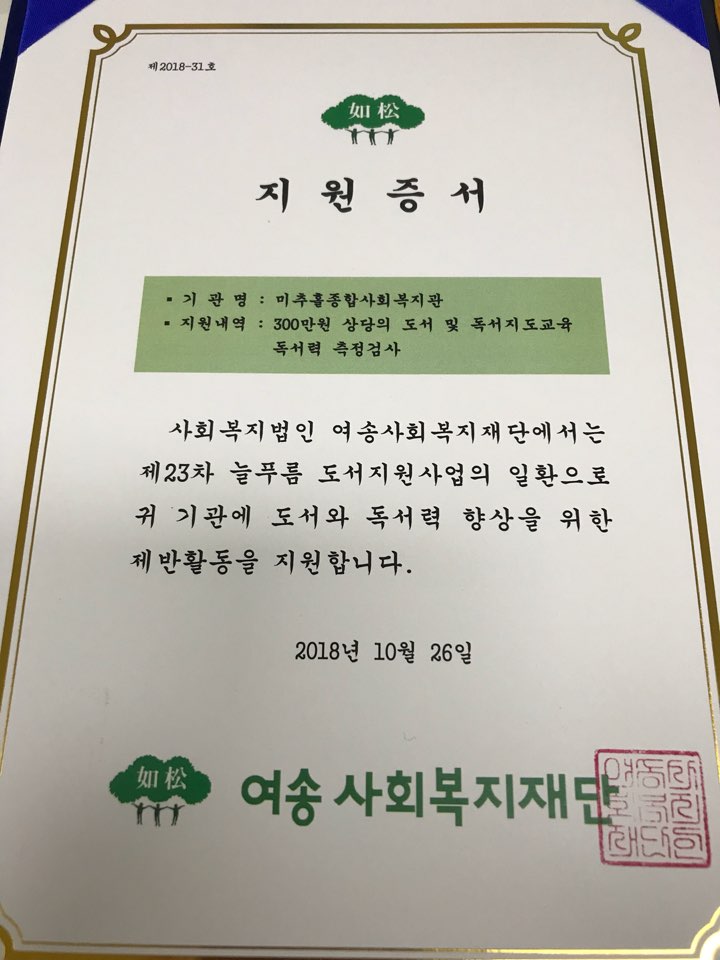 제2018-31호
如松
지 원 증 서
▪ 기 관 명 : 미추홀종합사회복지관
▪ 지원내역 : 300만원 상당의 도서 및 독서지도교육
독서력 측정검사
사회복지법인 여송사회복지재단에서는
제23차 늘푸름 도서지원사업의 일환으로
귀 기관에 도서와 독서력 향상을 위한
제반활동을 지원합니다.
2018년 10월 26일
如松
여송 사회복지재단